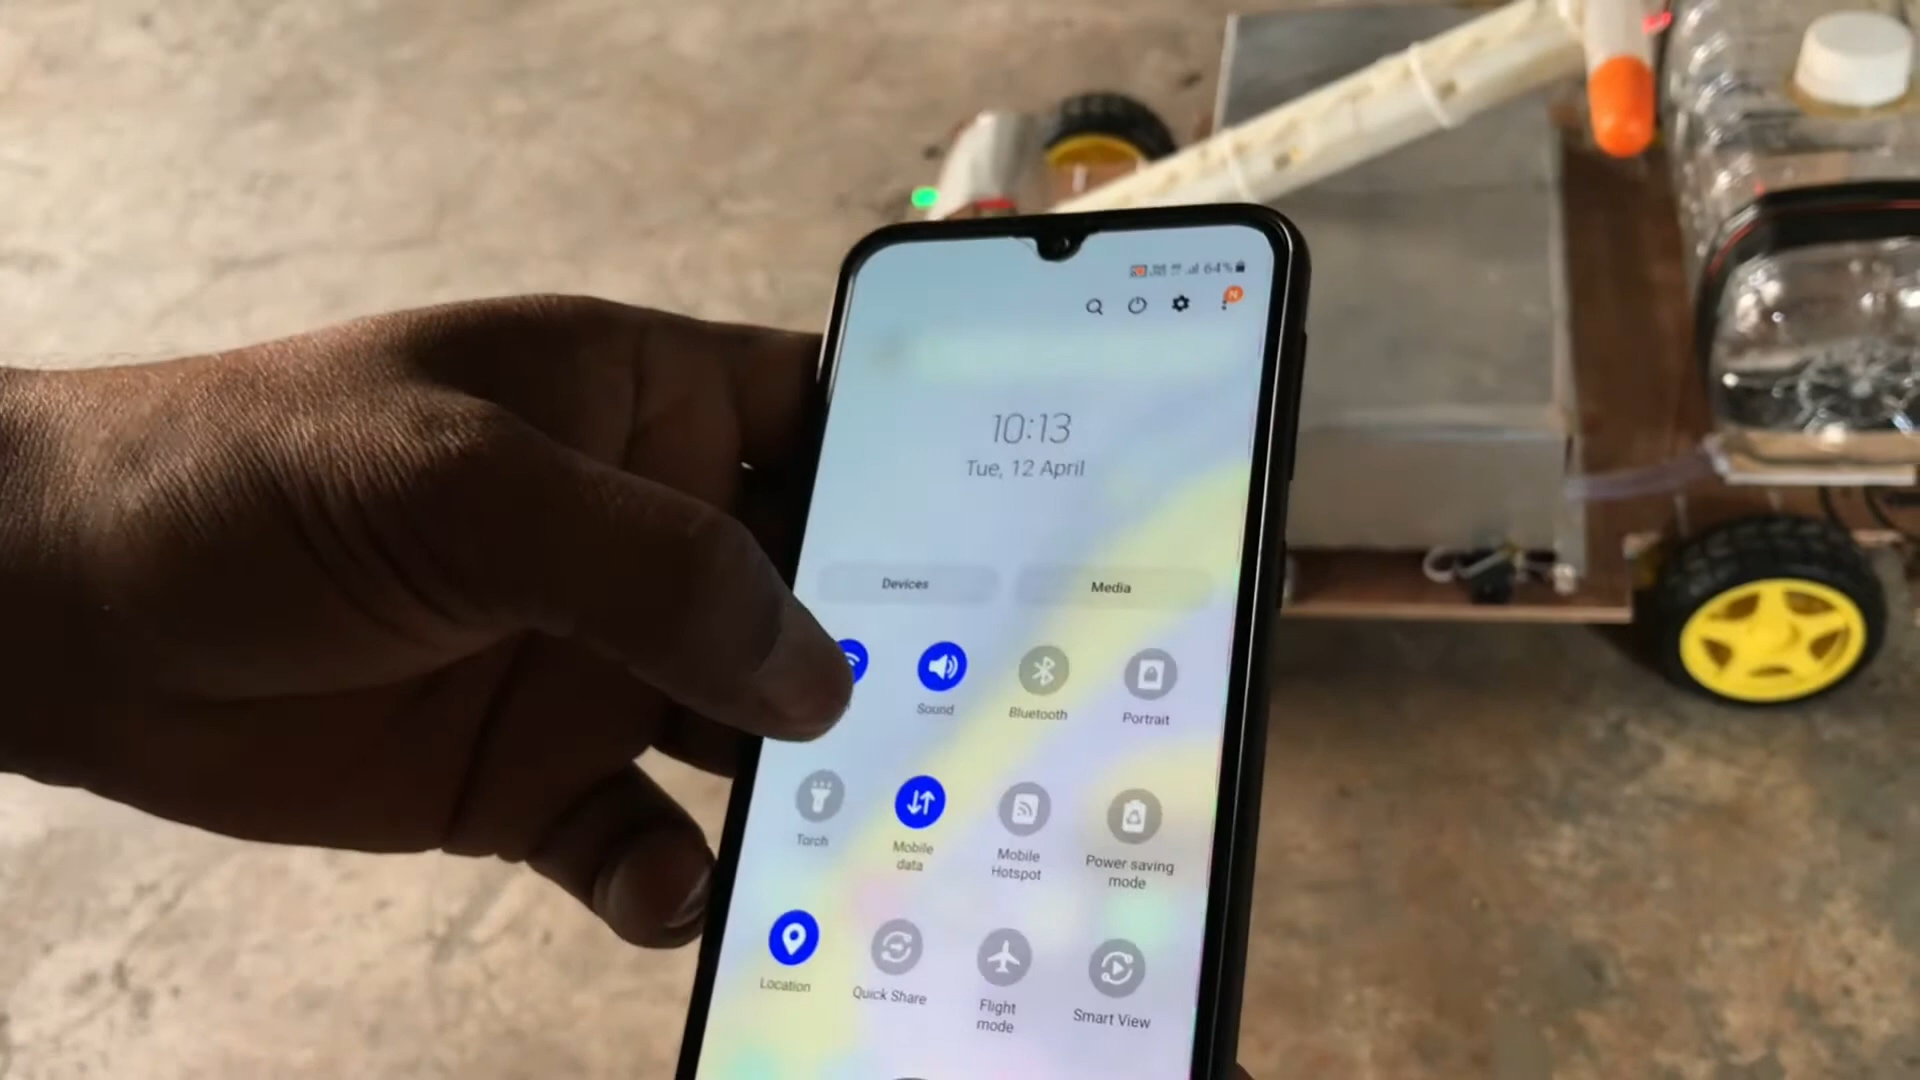 64%
N
10:13
Tue, 12 April
Devices
Media
Sound
Bluetooth
Portrait
Torch
Mobile
data
Mobile
Hotspot
Power saving
mode
Location
Quick Share
Flight
mode
Smart View